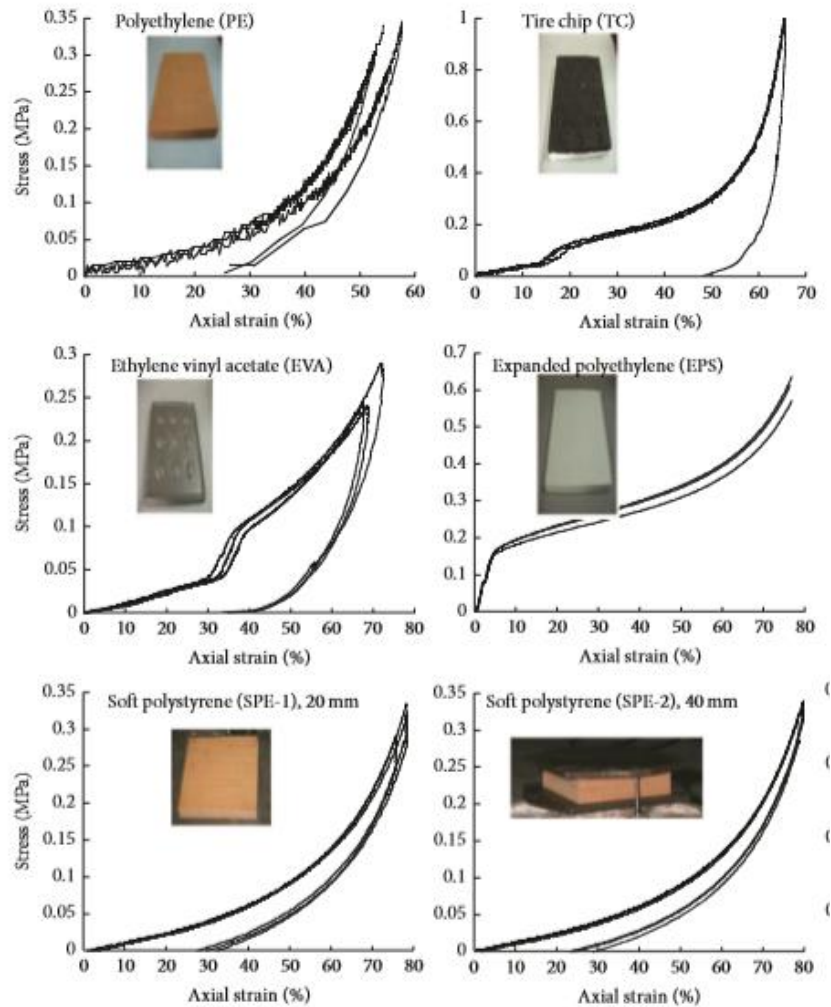 Polyethylene (PE)
0.35
0.3
0.25
0.2
0.15
0.1
0.05
0
Stress (MPa)
0 10 20 30 40 50 60
Axial strain (%)
Tire chip (TC)
1
0.8
0.6
0.4
0.2
0
0 10 20 30 40 50 60 70
Axial strain (%)
Ethylene vinyl acetate (EVA)
0.3
0.25
0.2
0.15
0.1
0.05
0
Stress (MPa)
0 10 20 30 40 50 60 70 80
Axial strain (%)
Expanded polyethylene (EPS)
0.7
0.6
0.5
0.4
0.3
0.2
0.1
0
0 10 20 30 40 50 60 70 80
Axial strain (%)
Soft polystyrene (SPE-1), 20 mm
0.35
0.3
0.25
0.2
0.15
0.1
0.05
0
Stress (MPa)
0 10 20 30 40 50 60 70 80
Axial strain (%)
Soft polystyrene (SPE-2), 40 mm
0.35
0.3
0.25
0.2
0.15
0.1
0.05
0
0 10 20 30 40 50 60 70 80
Axial strain (%)
0
0
0
0